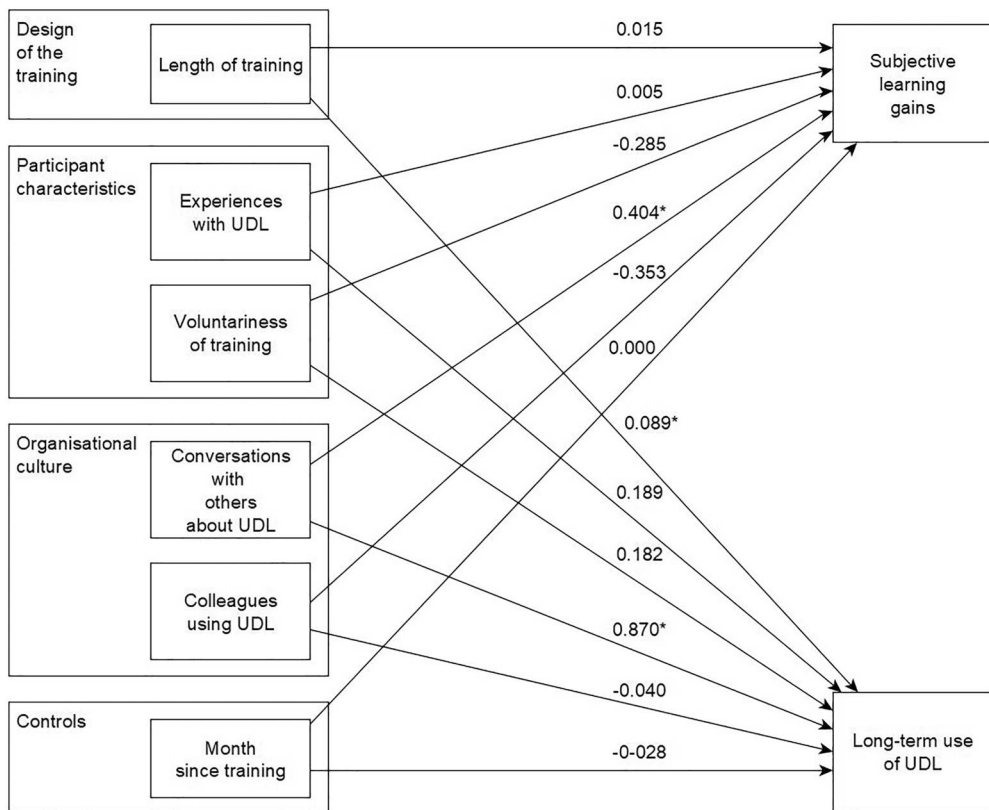 Design
of the
training
Length of training
Participant
characteristics
Experiences
with UDL
Voluntariness
of training
Organisational
culture
Conversations
with
others
about UDL
Colleagues
using UDL
Controls
Month
since training
0.015
0.005
-0.285
0.404*
-0.353
0.000
0.089*
0.189
0.182
0.870*
-0.040
-0-028
Subjective
learning
gains
Long-term use
of UDL